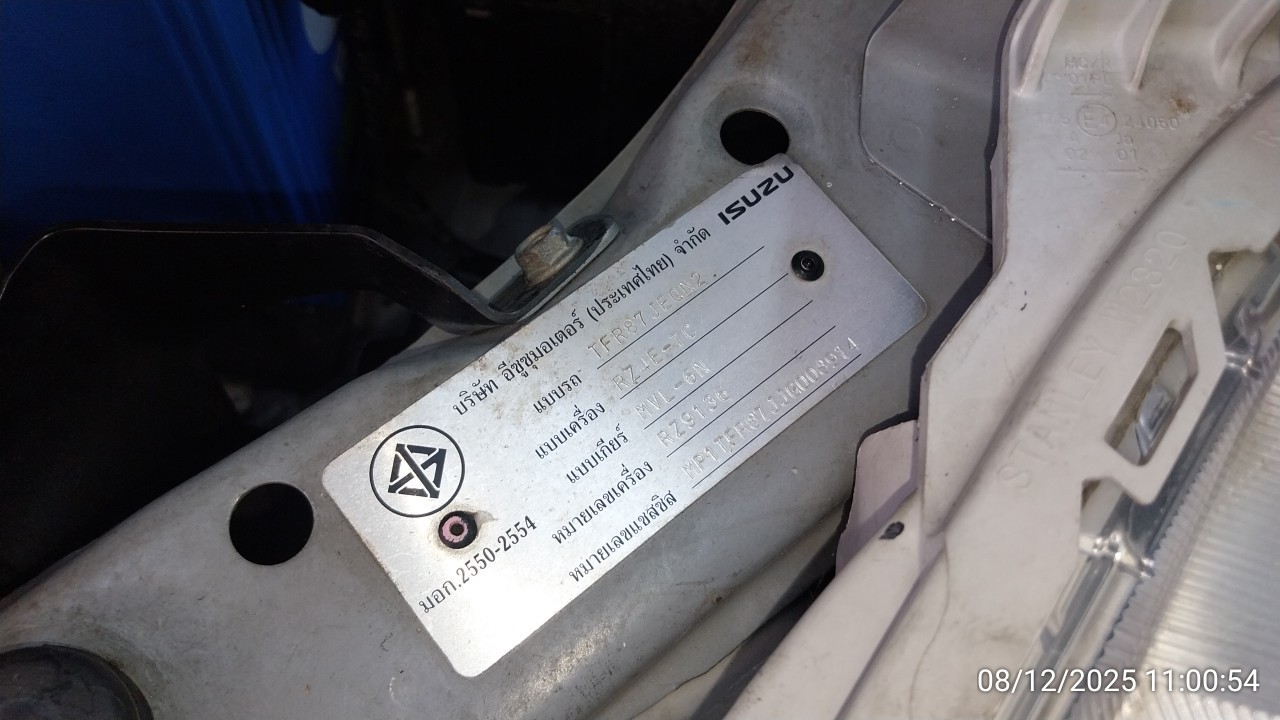 บริษัท อีซูซุมอเตอร์ (ประเทศไทย) จำกัด ISUZU
แบบรถ TFR87JEQN2
แบบเครื่อง RZ4E-TC
แบบเกียร์ MVL-6N
หมายเลขเครื่อง RZ9136
หมายเลขแชสซิส
มอก.2550-2554
STANLEY W2820
08/12/2025 11:00:54